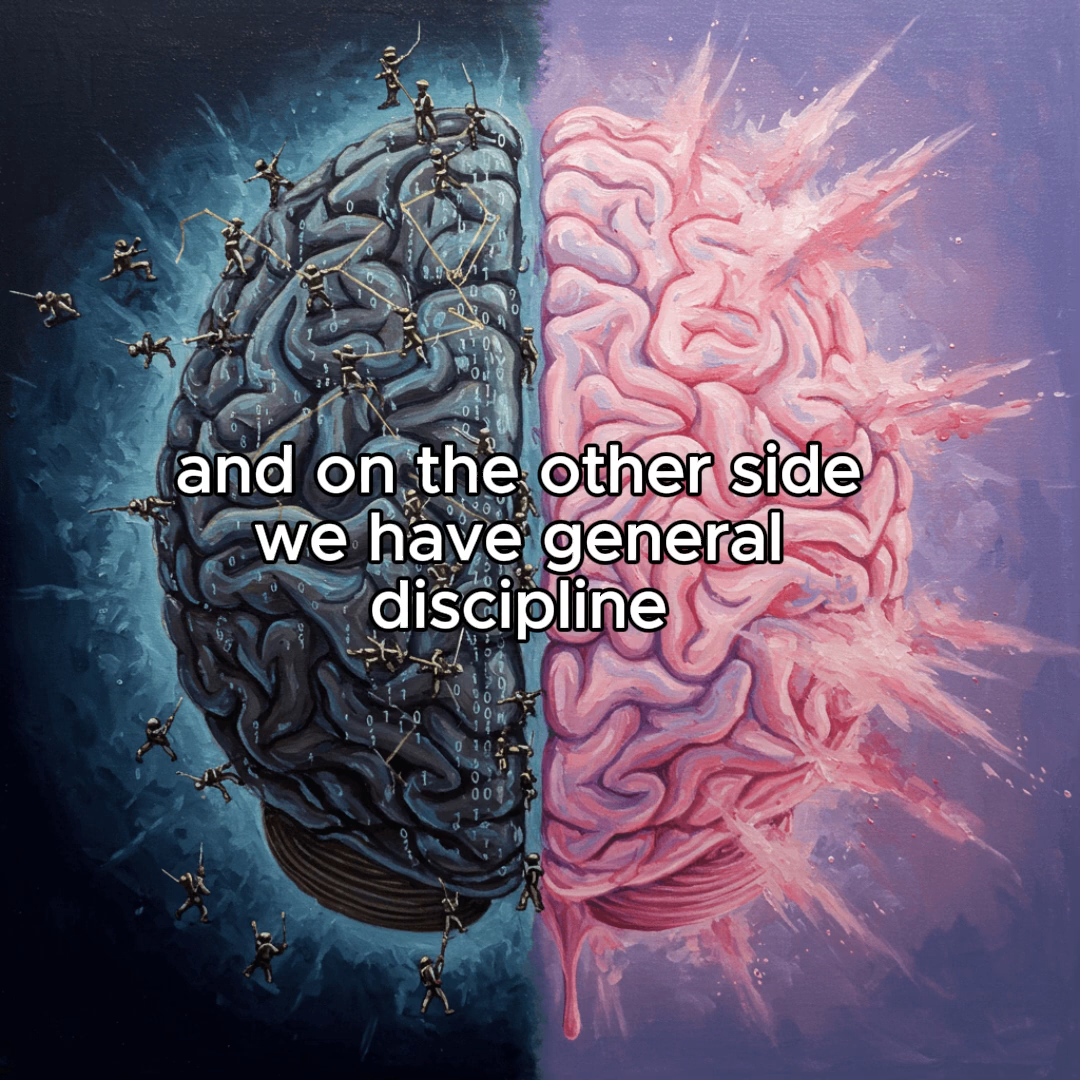 and on the other side
we have general
discipline